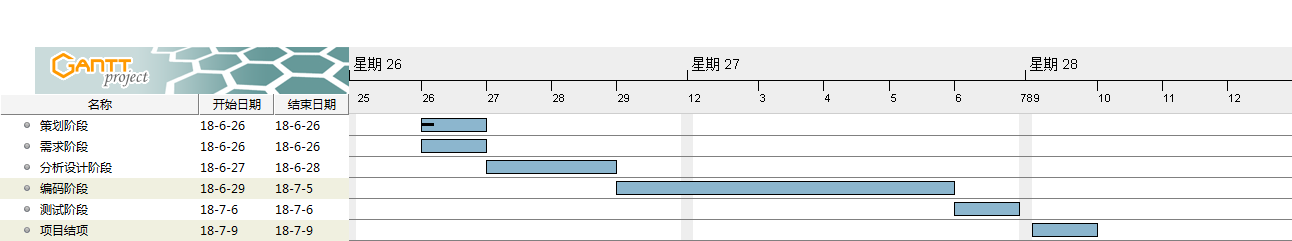 GANTT
project
星期 26 星期 27 星期 28
25 26 27 28 29 12 3 4 5 6 789 10 11 12
名称 开始日期 结束日期
策划阶段 18-6-26 18-6-26
需求阶段 18-6-26 18-6-26
分析设计阶段 18-6-27 18-6-28
编码阶段 18-6-29 18-7-5
测试阶段 18-7-6 18-7-6
项目结项 18-7-9 18-7-9